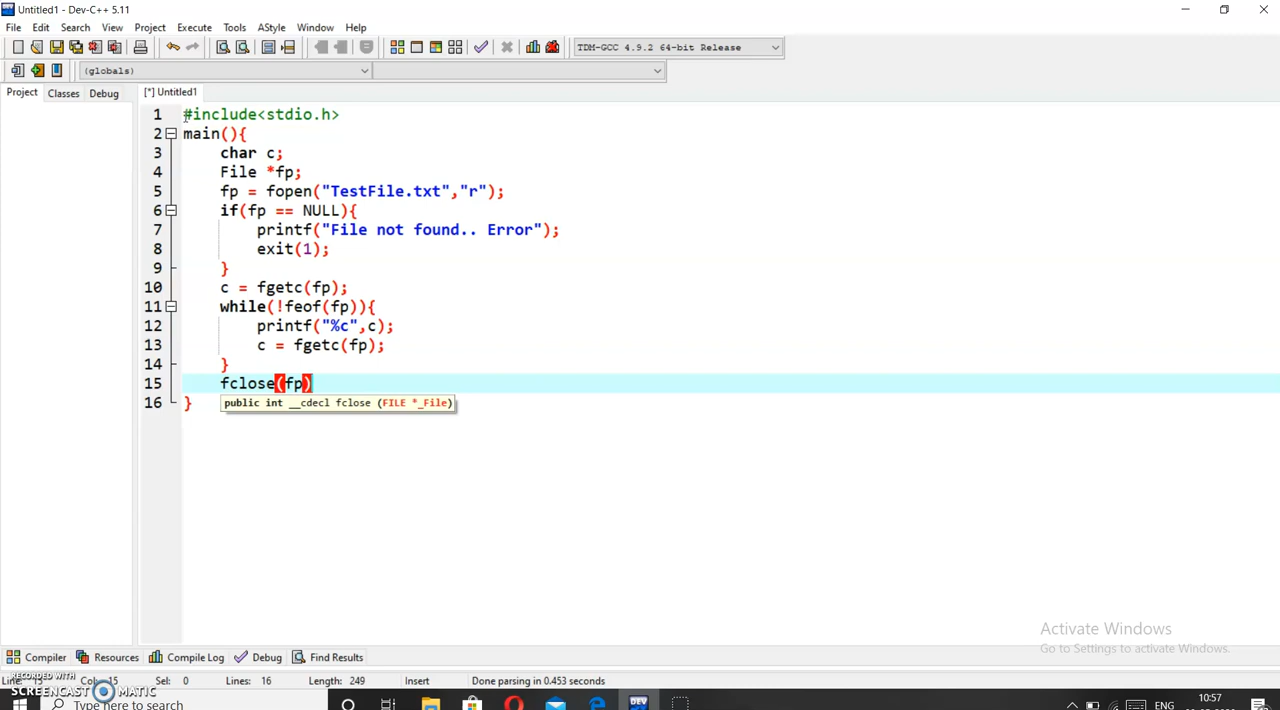 Untitled1 - Dev-C++ 5.11
File Edit Search View Project Execute Tools AStyle Window Help
TDM-GCC 4.9.2 64-bit Release
(globals)
Project Classes Debug [*] Untitled1
1 #include<stdio.h>
2 main(){
3 char c;
4 File *fp;
5 fp = fopen("TestFile.txt","r");
6 if(fp == NULL){
7 printf("File not found.. Error");
8 exit(1);
9 }
10 c = fgetc(fp);
11 while(!feof(fp)){
12 printf("%c",c);
13 c = fgetc(fp);
14 }
15 fclose(fp)
public int __cdecl fclose (FILE *_File)
16 }
Activate Windows
Go to Settings to activate Windows.
Compiler Resources Compile Log Debug Find Results
RECORDED WITH
SCREENCAST MATIC
Line: 15 Col: 15 Sel: 0 Lines: 16 Length: 249 Insert Done parsing in 0.453 seconds
Type here to search
DEV
ENG
10:57